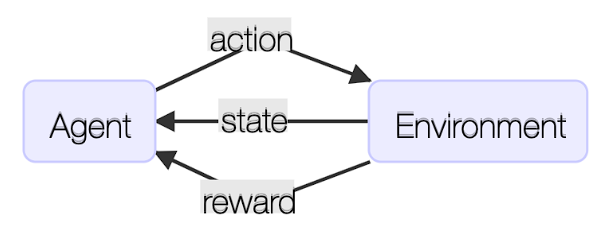 action
Agent
state
Environment
reward